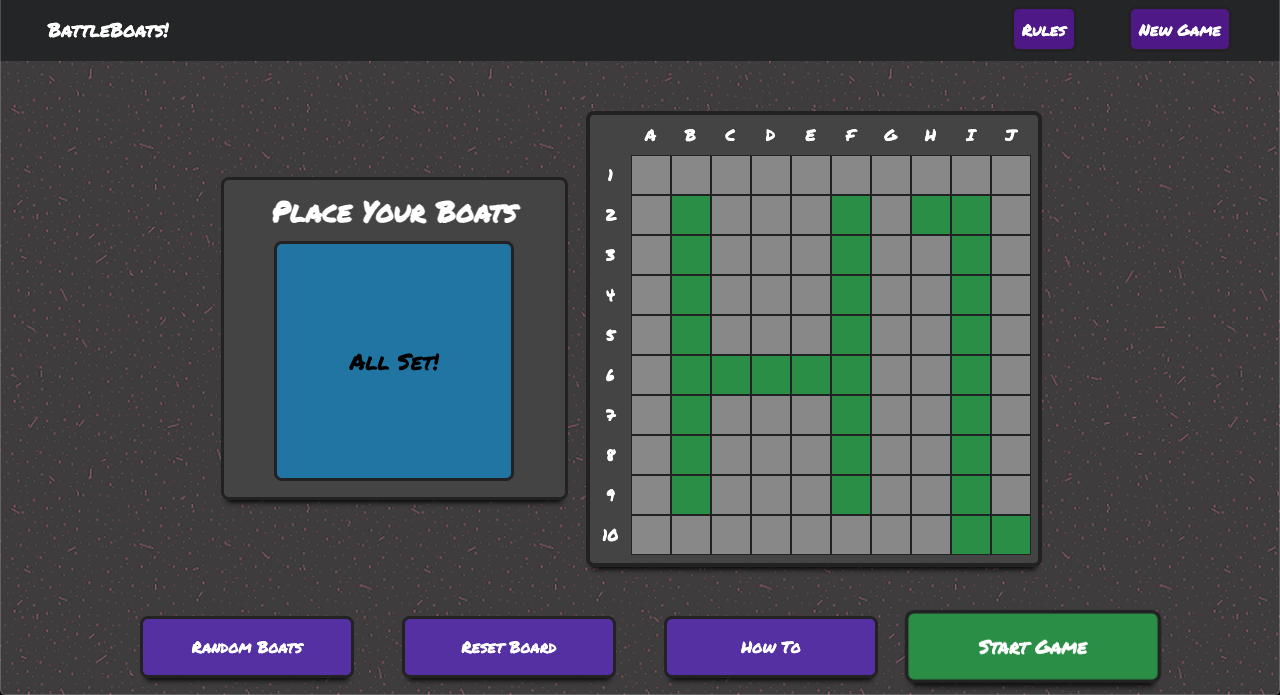 BattleBoats!
Rules
New Game
Place Your Boats
All Set!
A B C D E F G H I J
1
2
3
4
5
6
7
8
9
10
Random Boats
Reset Board
How To
Start Game